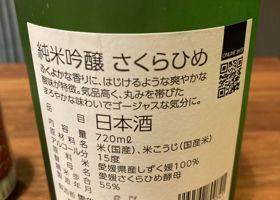 純米吟醸 さくらひめ
ふくよかな香りに、はじけるような爽やかな
酸味が特徴。気品高く、丸みを帯びた
まろやかな味わいでゴージャスな気分に。
日本酒
720㎖
米(国産)、米こうじ(国産米)
15度
愛媛県産しずく媛100%
愛媛さくらひめ酵母
55%